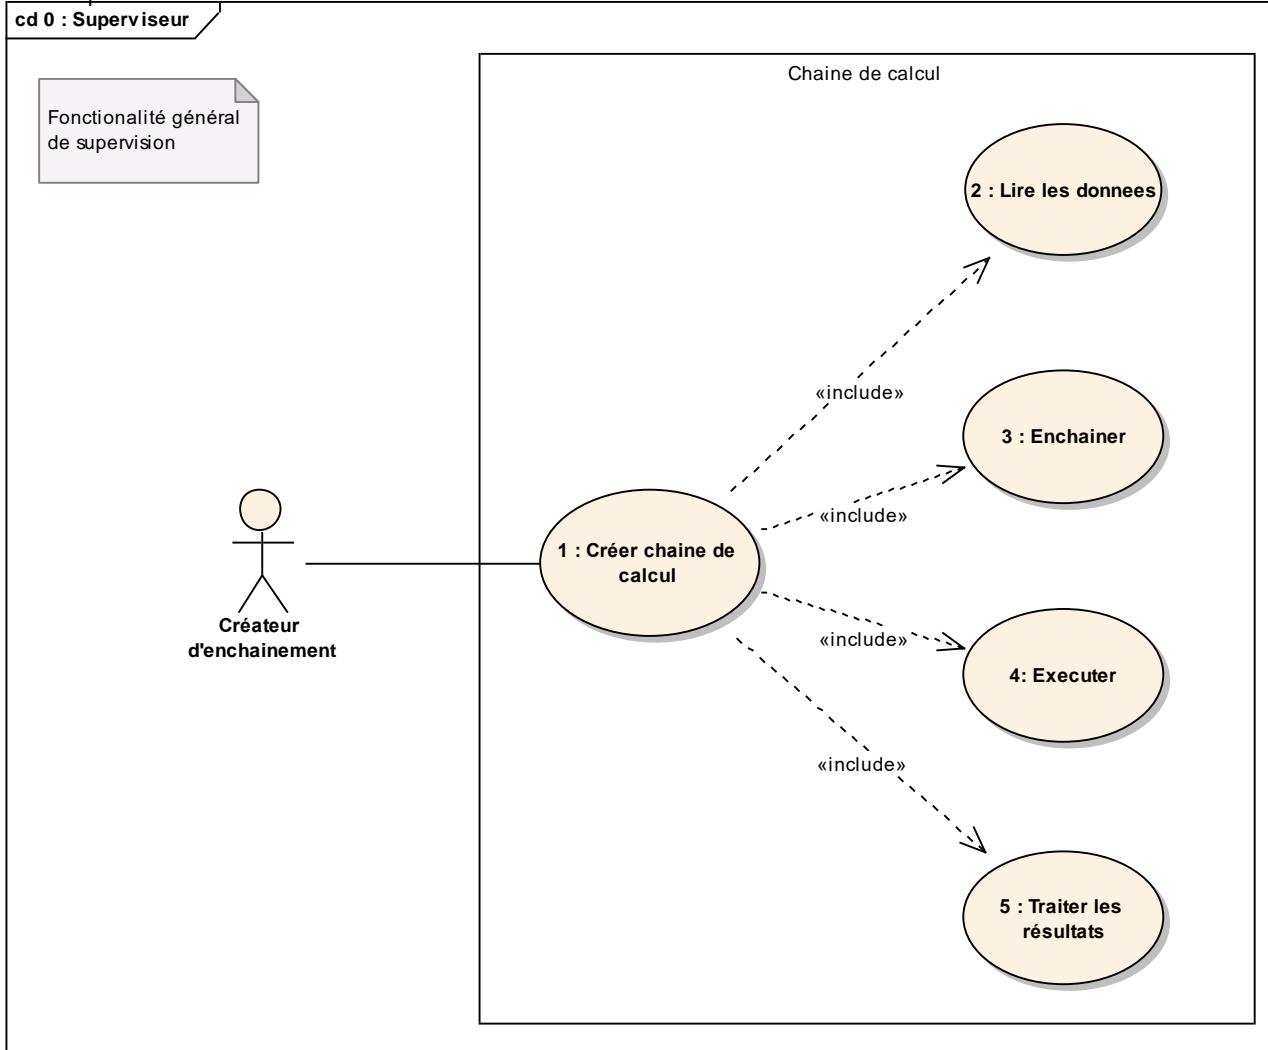 cd 0 : Superviseur
Chaine de calcul
Fonctionalité général
de supervision
2 : Lire les donnees
«include»
3 : Enchainer
«include»
1 : Créer chaine de
calcul
Créateur
d'enchainement
«include»
4: Executer
«include»
5 : Traiter les
résultats